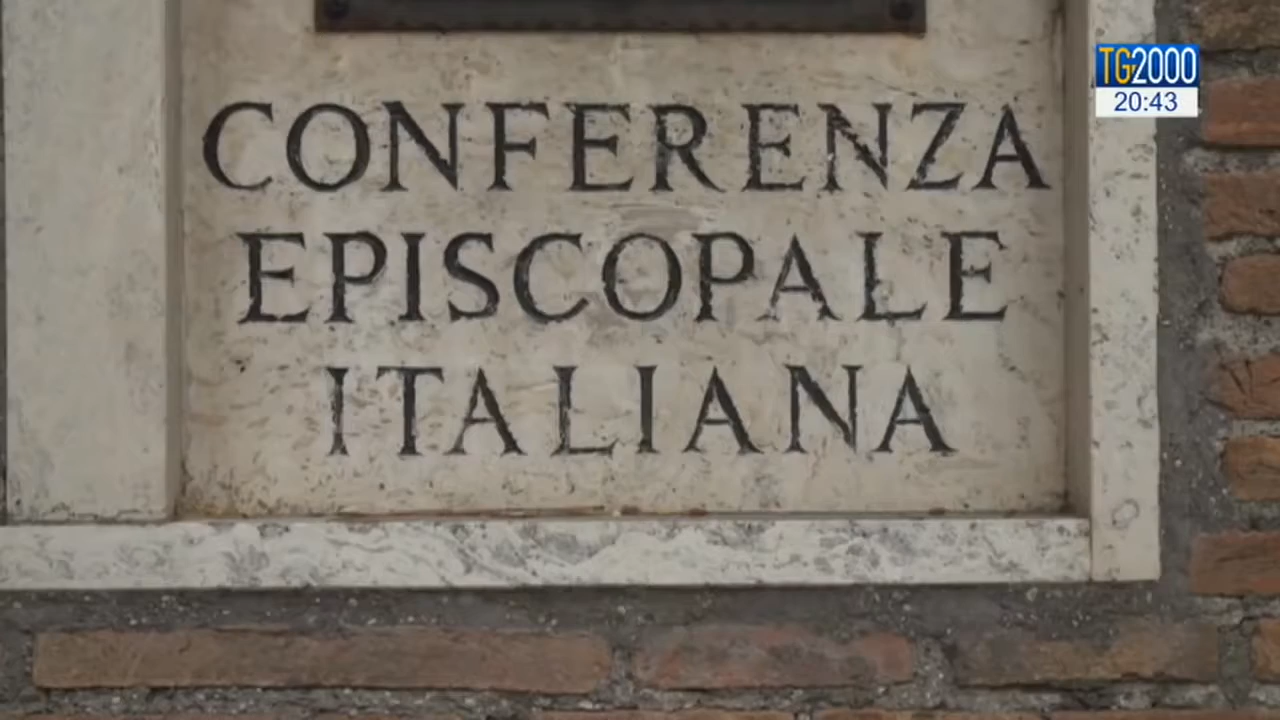 TG2000
20:43
CONFERENZA
EPISCOPALE
ITALIANA